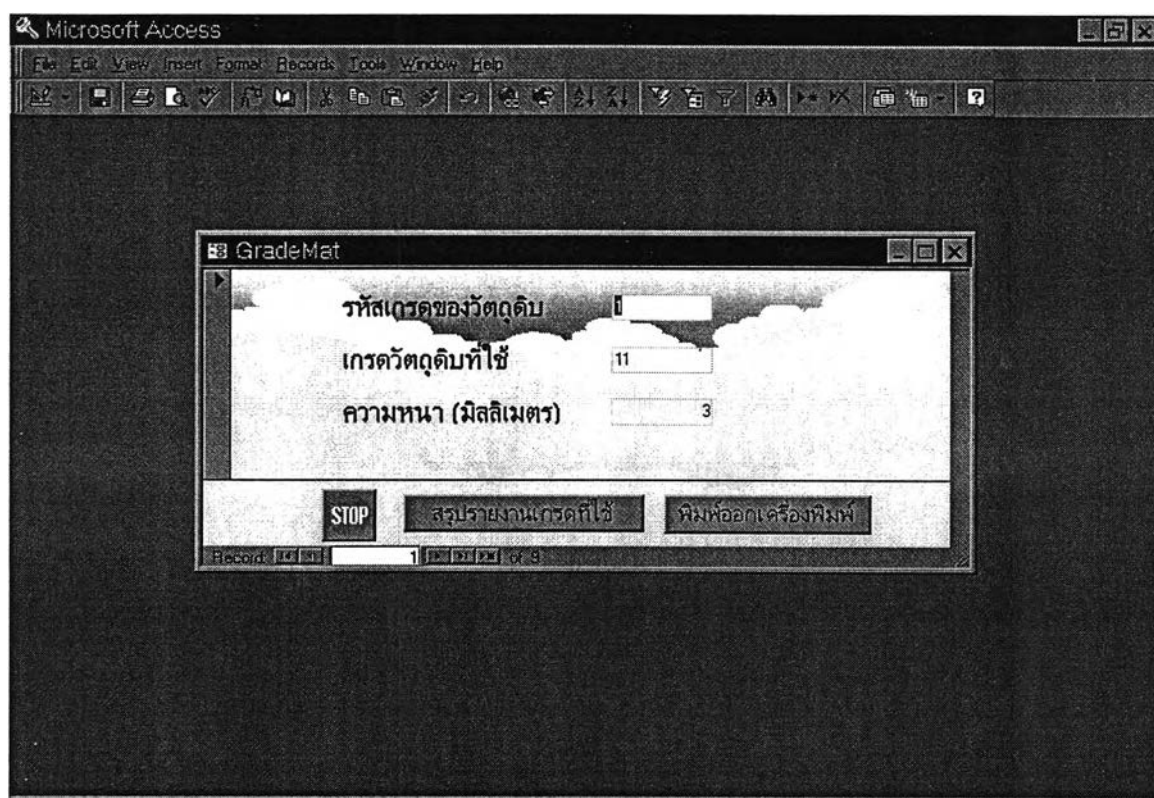 Microsoft Access
File Edit View Insert Format Records Tools Window Help
GradeMat
รหัสเกรดของวัตถุดิบ 1
เกรดวัตถุดิบที่ใช้ 11
ความหนา (มิลลิเมตร) 3
STOP สรุปรายงานเกรดที่ใช้ พิมพ์ออกเครื่องพิมพ์
Record: 1 of 9